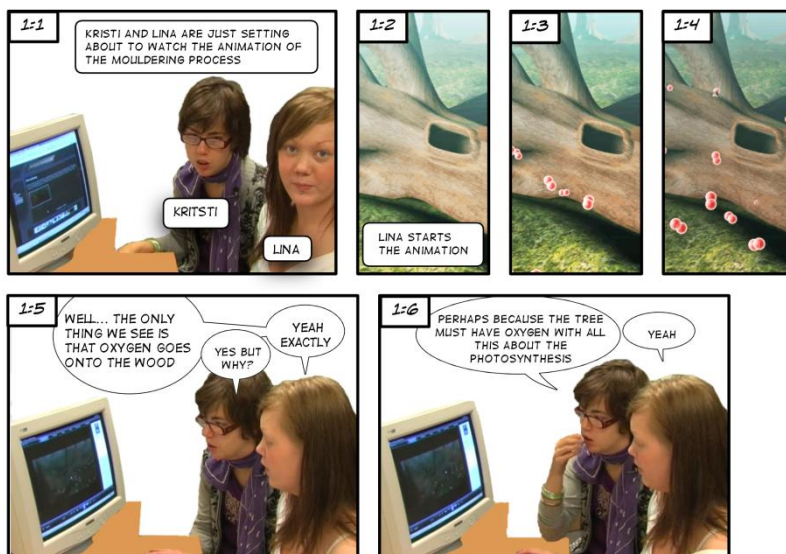 1:1
KRISTI AND LINA ARE JUST SETTING
ABOUT TO WATCH THE ANIMATION OF
THE MOULDERING PROCESS
KRITSTI
LINA
1:2
LINA STARTS
THE ANIMATION
1:3
1:4
1:5
WELL... THE ONLY
THING WE SEE IS
THAT OXYGEN GOES
ONTO THE WOOD
YES BUT
WHY?
YEAH
EXACTLY
1:6
PERHAPS BECAUSE THE TREE
MUST HAVE OXYGEN WITH ALL
THIS ABOUT THE
PHOTOSYNTHESIS
YEAH